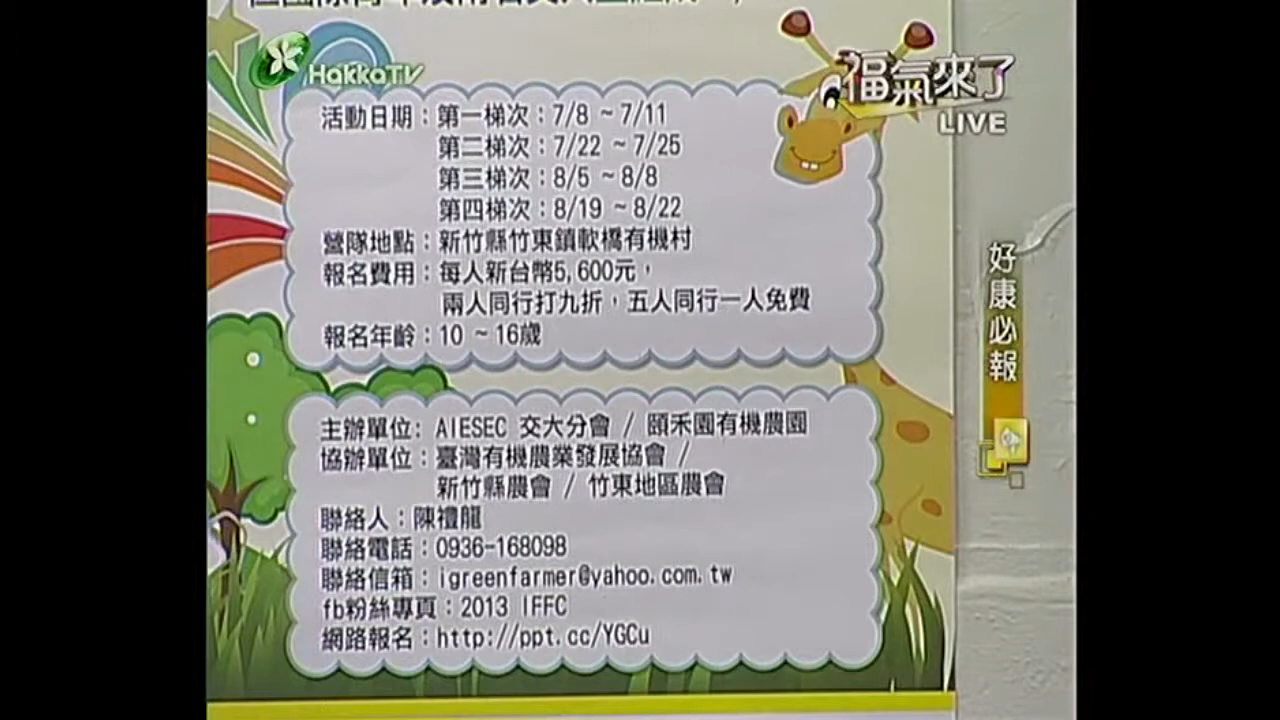 HakkaTV
福氣來了
LIVE
活動日期：第一梯次：7/8 ~ 7/11
第二梯次：7/22 ~ 7/25
第三梯次：8/5 ~ 8/8
第四梯次：8/19 ~ 8/22
營隊地點：新竹縣竹東鎮軟橋有機村
報名費用：每人新台幣5,600元，
兩人同行打九折，五人同行一人免費
報名年齡：10 ~ 16歲
好康必報
主辦單位: AIESEC 交大分會 / 頤禾園有機農園
協辦單位：臺灣有機農業發展協會 /
新竹縣農會 / 竹東地區農會
聯絡人：陳禮龍
聯絡電話：0936-168098
聯絡信箱：igreenfarmer@yahoo.com.tw
fb粉絲專頁：2013 IFFC
網路報名：http://ppt.cc/YGCu